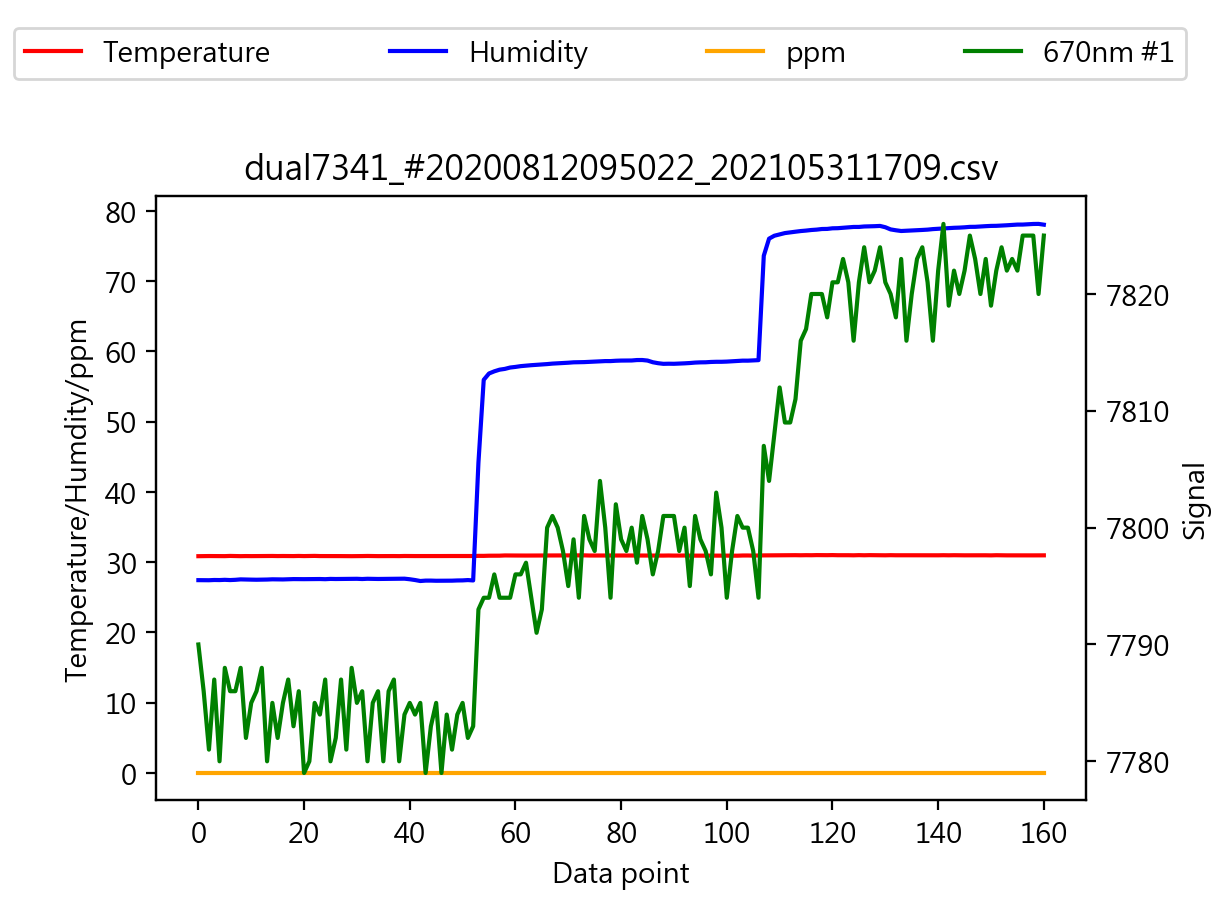 Temperature Humidity ppm 670nm #1
dual7341_#20200812095022_202105311709.csv
Temperature/Humdity/ppm
80
70
60
50
40
30
20
10
0
7820
7810
7800
7790
7780
Signal
0 20 40 60 80 100 120 140 160
Data point